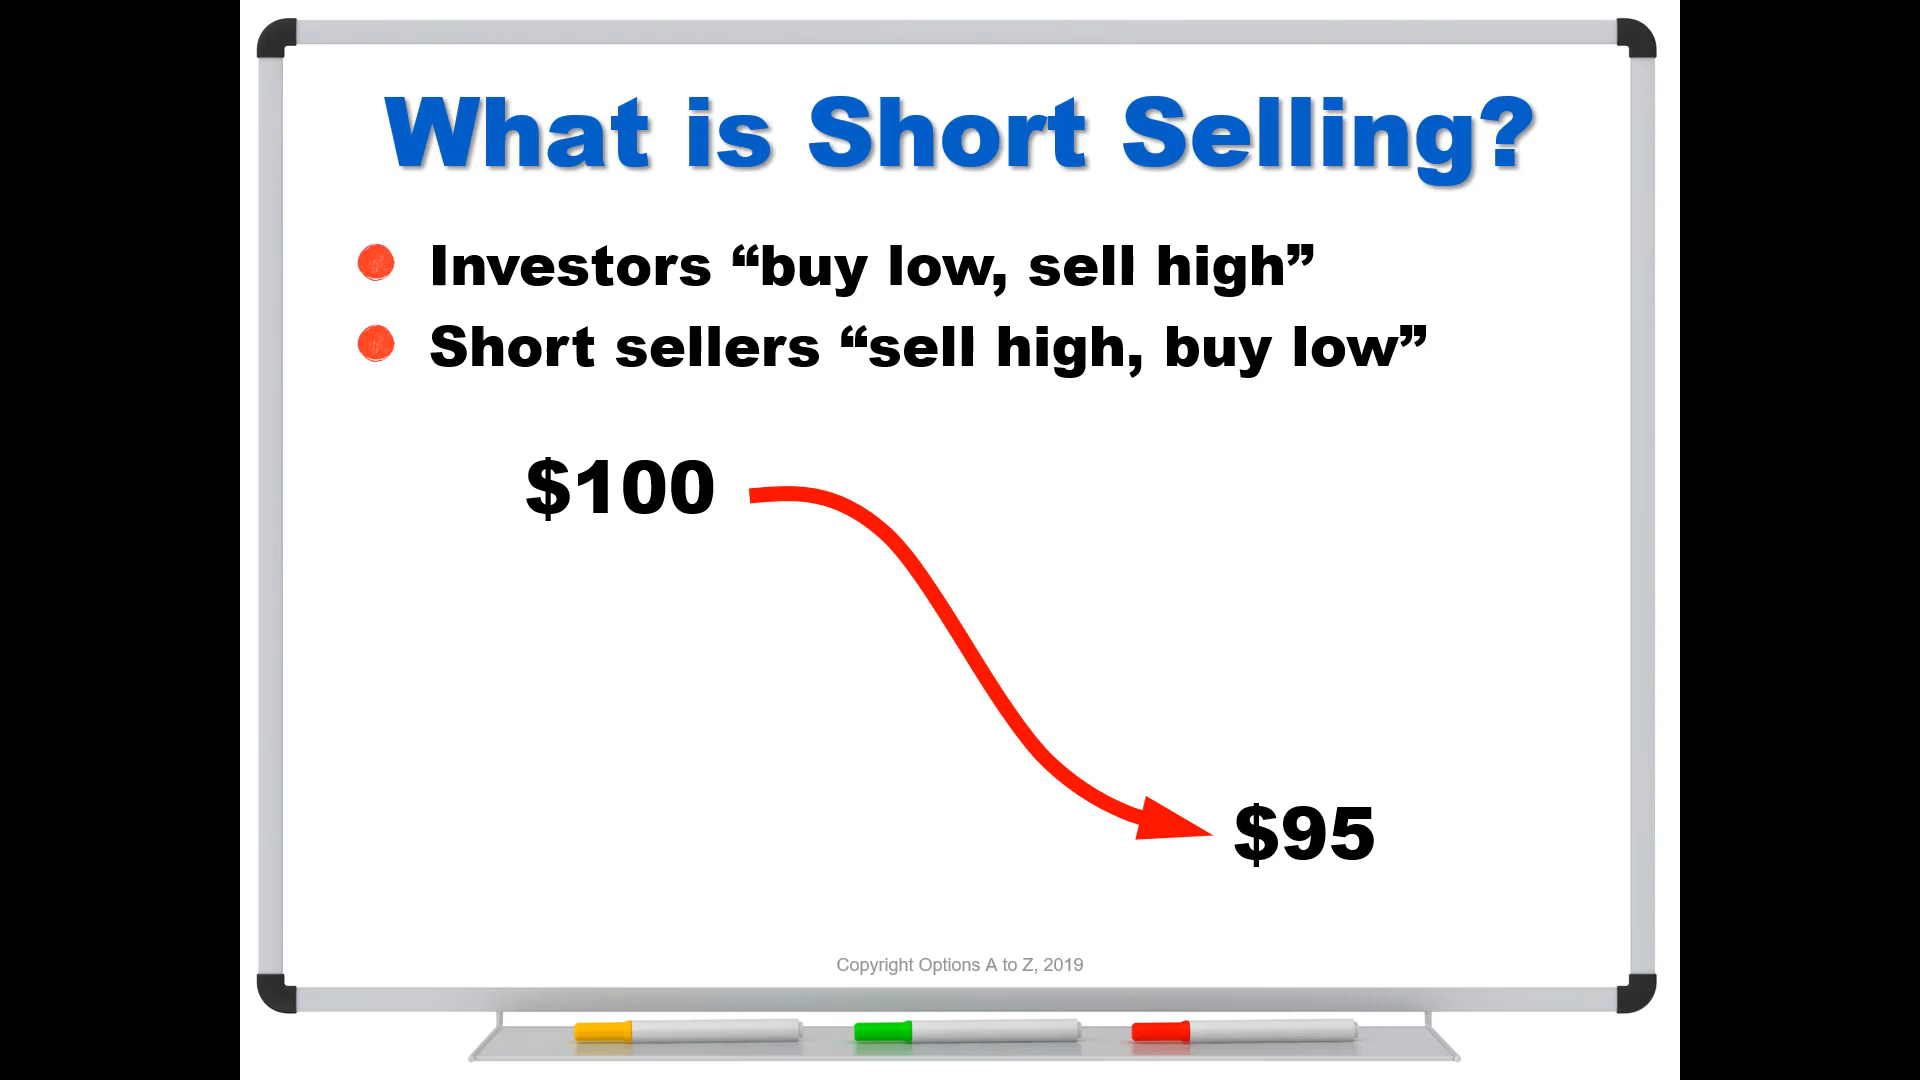 What is Short Selling?
Investors “buy low, sell high”
Short sellers “sell high, buy low”
$100
$95
Copyright Options A to Z, 2019